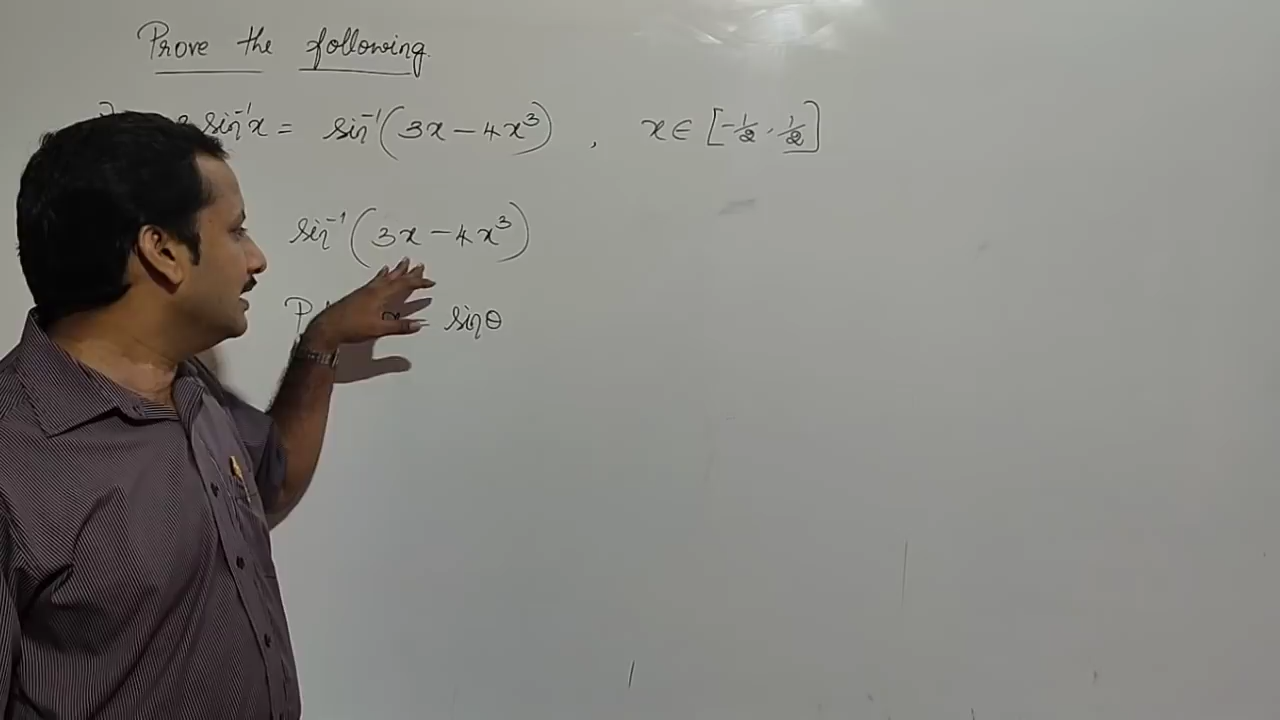 Prove the following.
sin⁻¹x = sin⁻¹(3x − 4x³) , x ∈ [−1/2, 1/2]
sin⁻¹(3x − 4x³)
= sinθ